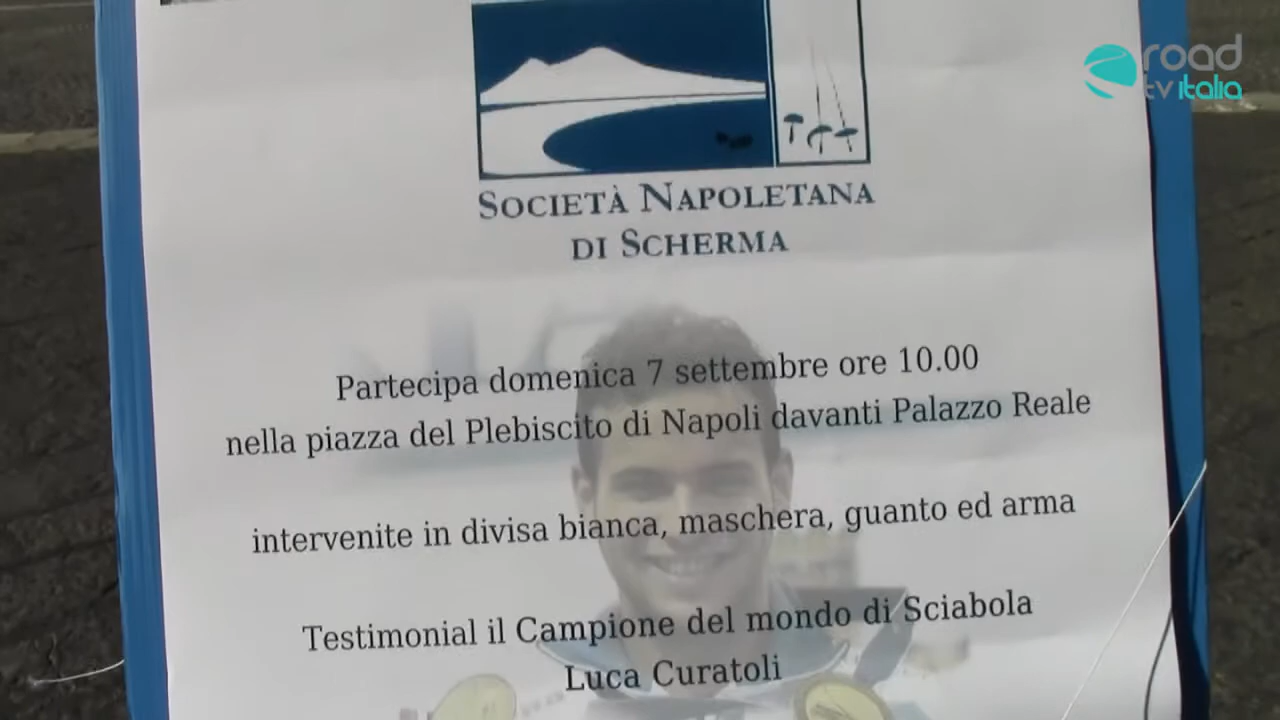 road
tv italia
SOCIETÀ NAPOLETANA
DI SCHERMA
Partecipa domenica 7 settembre ore 10.00
nella piazza del Plebiscito di Napoli davanti Palazzo Reale
intervenite in divisa bianca, maschera, guanto ed arma
Testimonial il Campione del mondo di Sciabola
Luca Curatoli